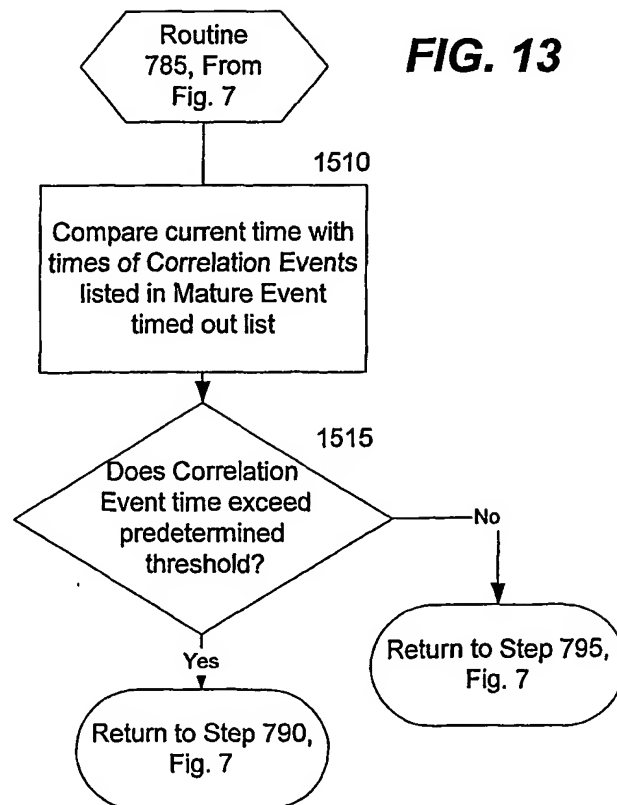 Routine
785, From
Fig. 7
FIG. 13
1510
Compare current time with
times of Correlation Events
listed in Mature Event
timed out list
1515
Does Correlation
Event time exceed
predetermined
threshold?
No
Return to Step 795,
Fig. 7
Yes
Return to Step 790,
Fig. 7